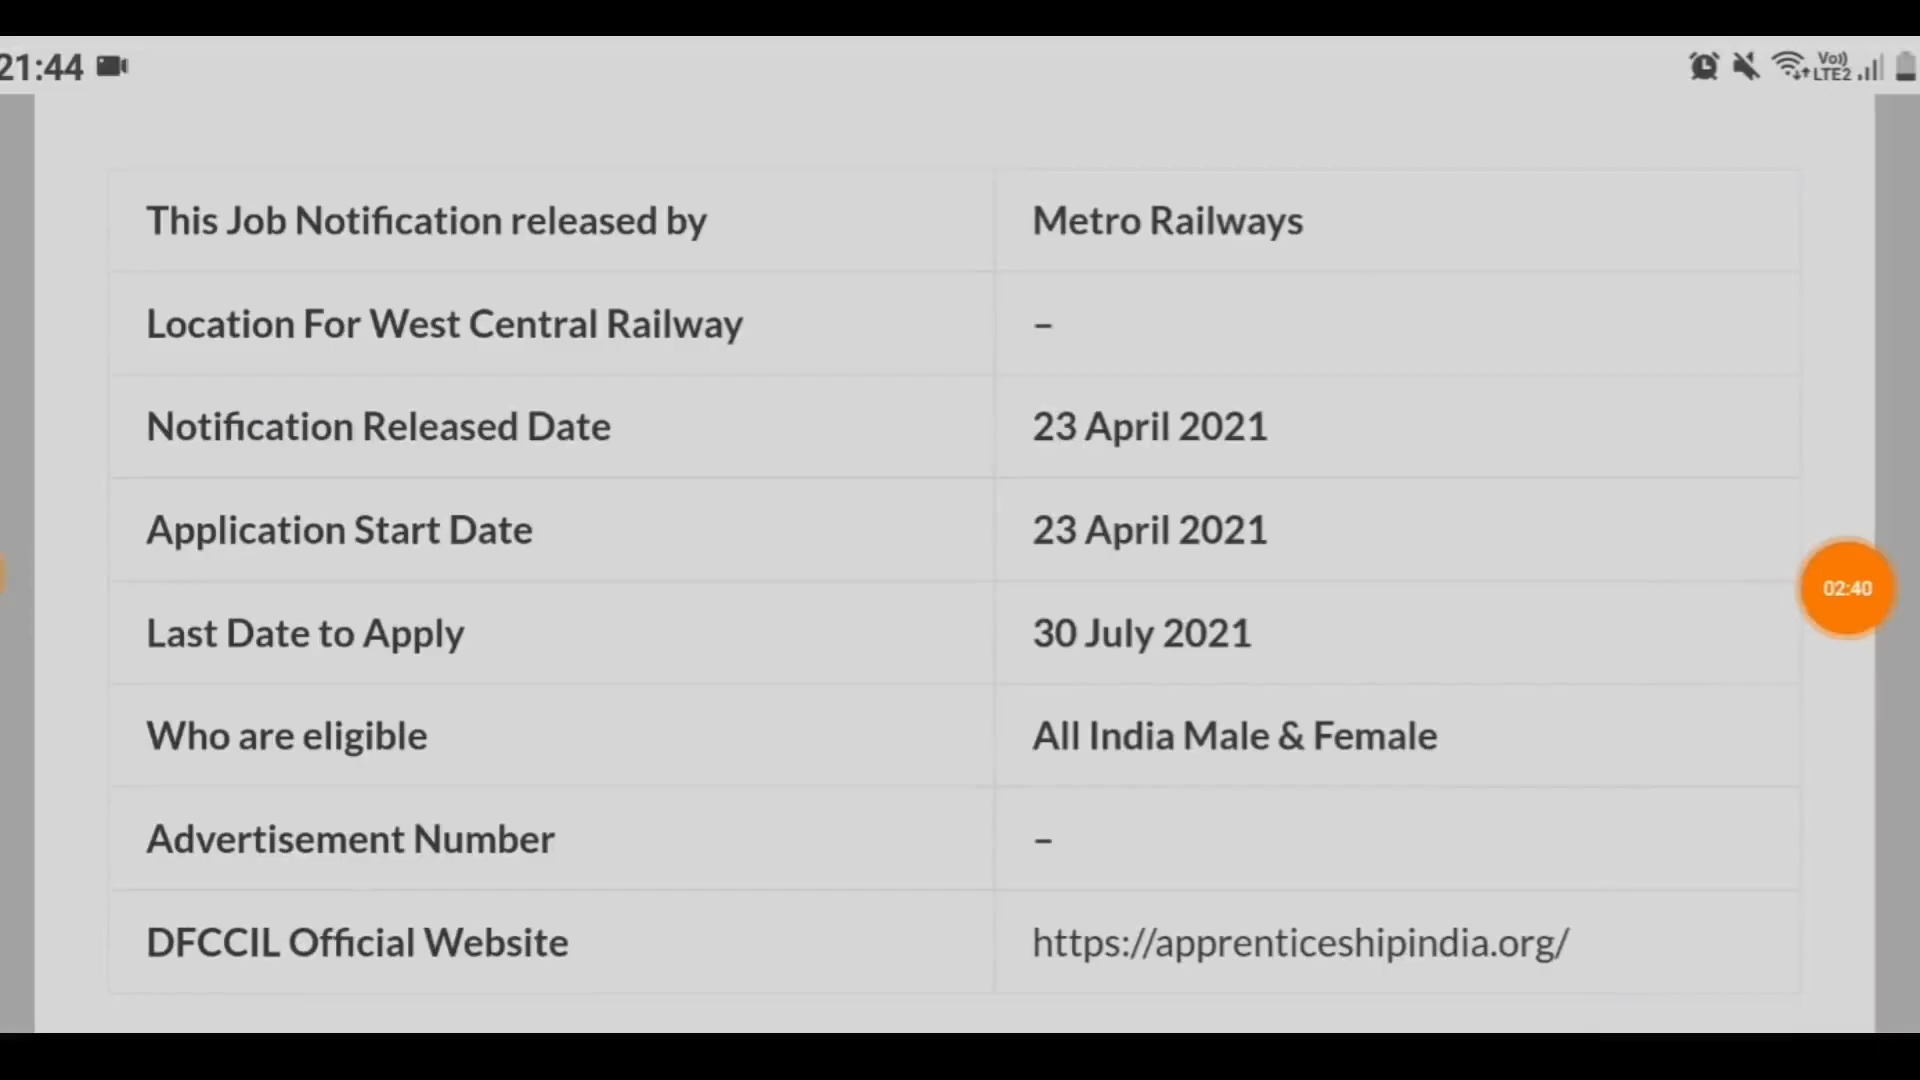 21:44
Vo))
LTE2
This Job Notification released by Metro Railways
Location For West Central Railway –
Notification Released Date 23 April 2021
Application Start Date 23 April 2021
02:40
Last Date to Apply 30 July 2021
Who are eligible All India Male & Female
Advertisement Number –
DFCCIL Official Website https://apprenticeshipindia.org/